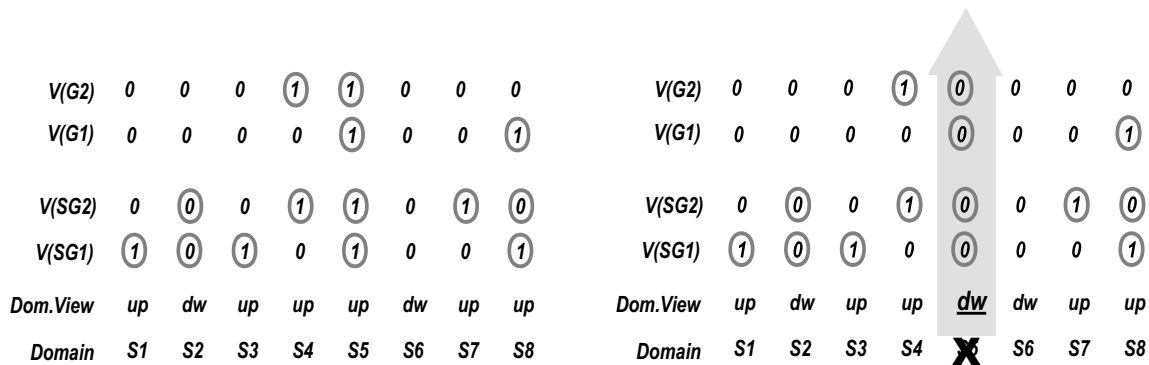 V(G2) 0 0 0 1 1 0 0 0
V(G1) 0 0 0 0 1 0 0 1
V(SG2) 0 0 0 1 1 0 1 0
V(SG1) 1 0 1 0 1 0 0 1
Dom.View up dw up up up dw up up
Domain S1 S2 S3 S4 S5 S6 S7 S8
V(G2) 0 0 0 1 0 0 0 0
V(G1) 0 0 0 0 0 0 0 1
V(SG2) 0 0 0 1 0 0 1 0
V(SG1) 1 0 1 0 0 0 0 1
Dom.View up dw up up dw dw up up
Domain S1 S2 S3 S4 X S6 S7 S8